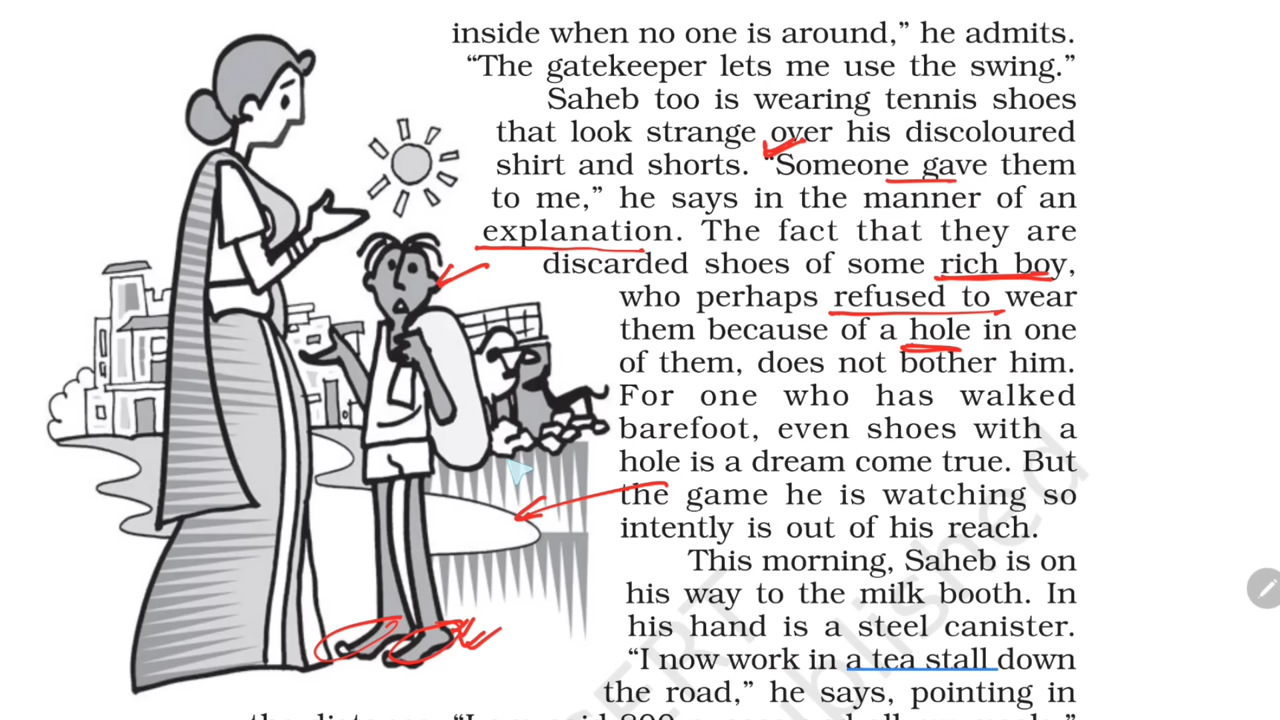 inside when no one is around,” he admits.
“The gatekeeper lets me use the swing.”
Saheb too is wearing tennis shoes
that look strange over his discoloured
shirt and shorts. “Someone gave them
to me,” he says in the manner of an
explanation. The fact that they are
discarded shoes of some rich boy,
who perhaps refused to wear
them because of a hole in one
of them, does not bother him.
For one who has walked
barefoot, even shoes with a
hole is a dream come true. But
the game he is watching so
intently is out of his reach.
This morning, Saheb is on
his way to the milk booth. In
his hand is a steel canister.
“I now work in a tea stall down
the road,” he says, pointing in